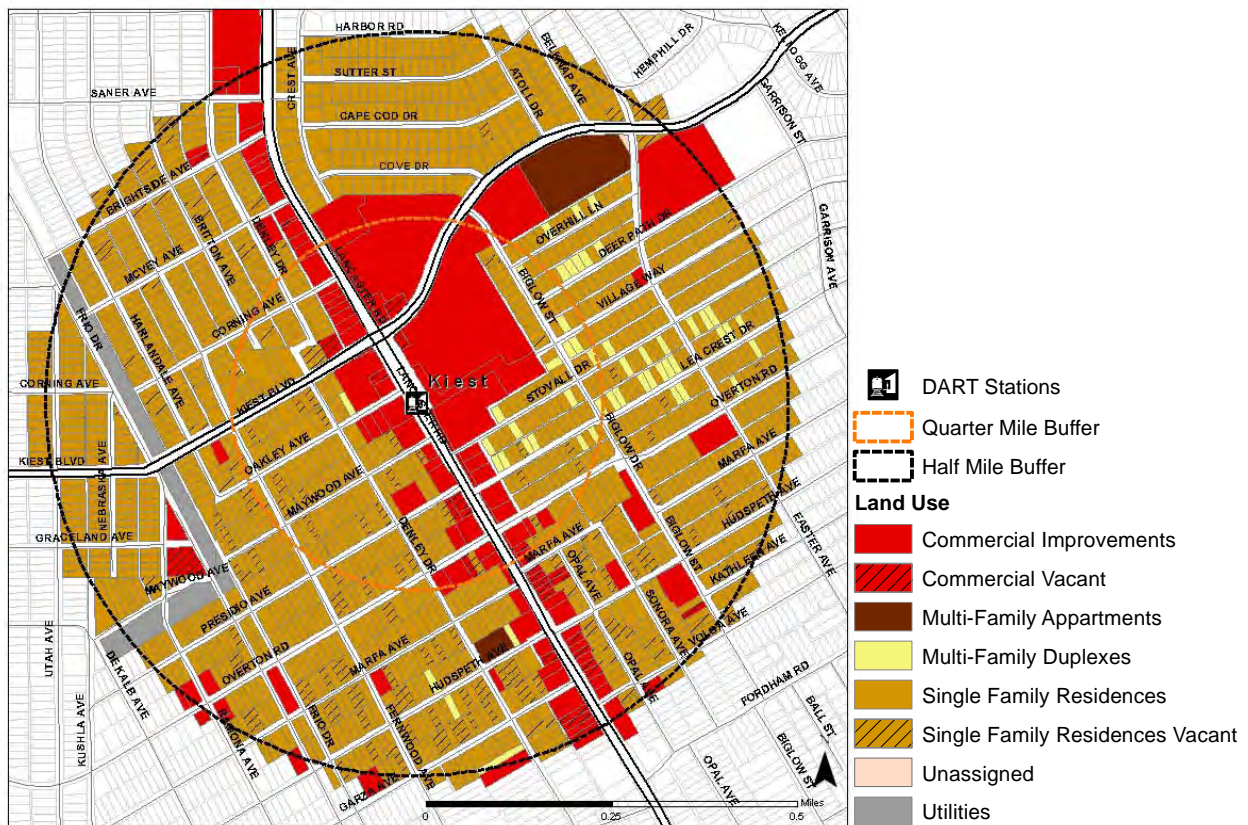 HARBOR RD
SUTTER ST
CAPE COD DR
COVE DR
SANER AVE
CREST AVE
ATOLL DR
HEMPHILL DR
KELLOGG AVE
GARRISON ST
GARRISON AVE
BRIGHTSIDE AVE
MCVEY AVE
BRITTON AVE
DENLEY DR
CORNING AVE
HARLANDALE AVE
FRIO DR
LANCASTER RD
OVERHILL LN
DEER PATH DR
BIGLOW ST
VILLAGE WAY
LEA CREST DR
STOVALL DR
OVERTON RD
BIGLOW DR
MARFA AVE
HUDSPETH AVE
KATHLEEN AVE
EASTER AVE
CORNING AVE
KIEST BLVD
KIEST BLVD
Kiest
OAKLEY AVE
MAYWOOD AVE
NEBRASKA AVE
GRACELAND AVE
MAYWOOD AVE
PRESIDIO AVE
DENLEY DR
MARFA AVE
OPAL AVE
BIGLOW ST
SONORA AVE
OPAL AVE
FORDHAM RD
UTAH AVE
KISHLA AVE
DE KALB AVE
OVERTON RD
MARFA AVE
HUDSPETH AVE
RAMONA AVE
FRIO DR
FERNWOOD AVE
GARZA AVE
OPAL AVE
BIGLOW ST
BALL ST
0
0.25
0.5
Miles
DART Stations
Quarter Mile Buffer
Half Mile Buffer
Land Use
Commercial Improvements
Commercial Vacant
Multi-Family Appartments
Multi-Family Duplexes
Single Family Residences
Single Family Residences Vacant
Unassigned
Utilities